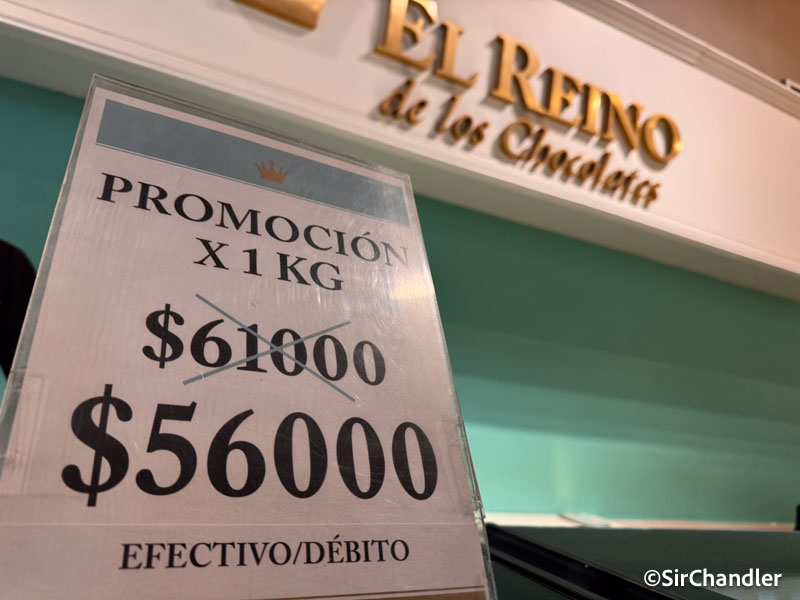 EL REINO
de los Chocolates
PROMOCIÓN
X 1 KG
$61000
$56000
EFECTIVO/DÉBITO
©SirChandler